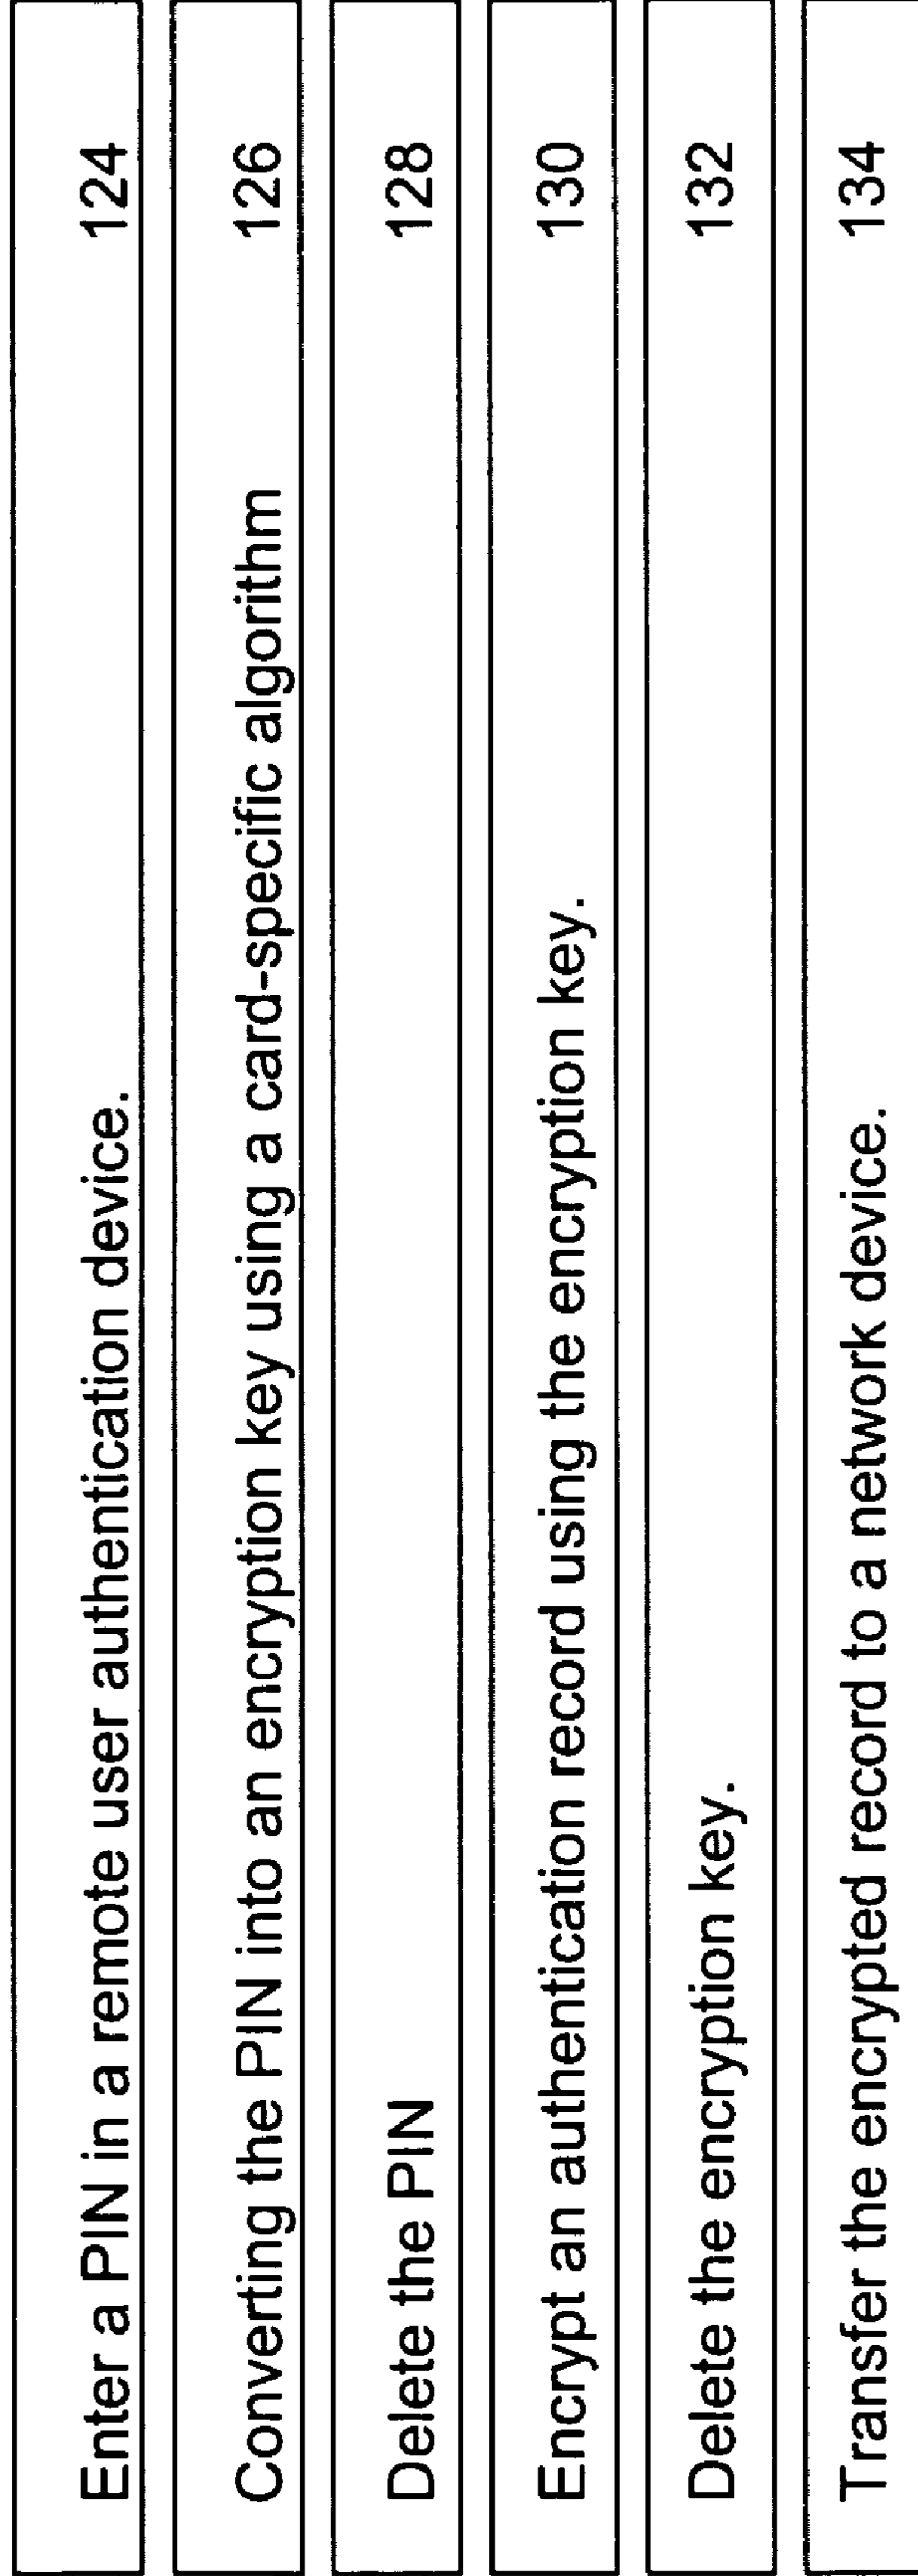 Enter a PIN in a remote user authentication device. 124
Converting the PIN into an encryption key using a card-specific algorithm 126
Delete the PIN 128
Encrypt an authentication record using the encryption key. 130
Delete the encryption key. 132
Transfer the encrypted record to a network device. 134